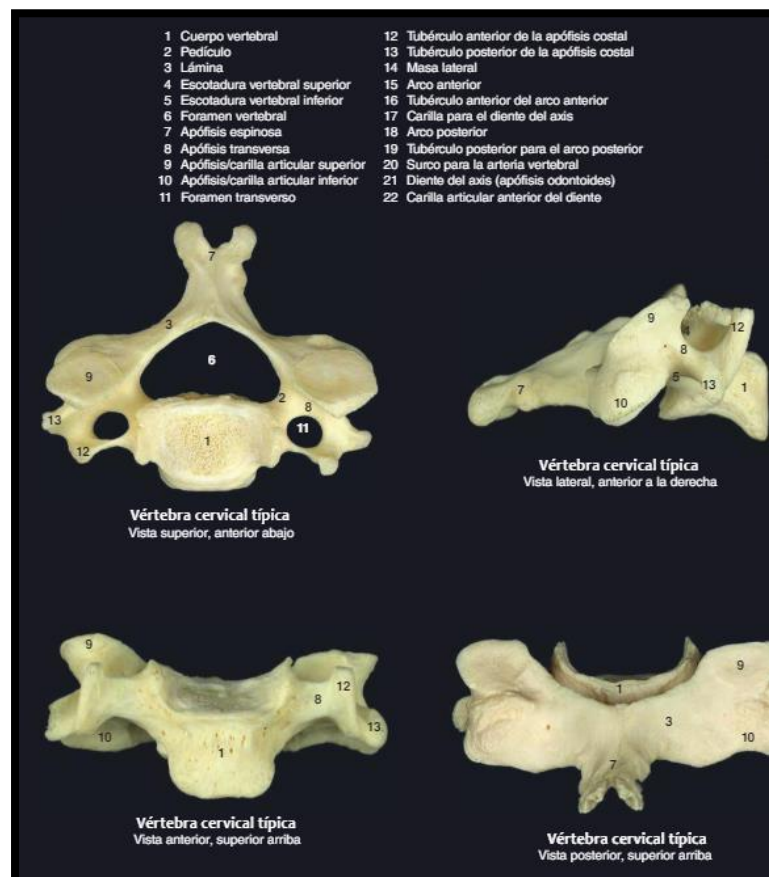 1 Cuerpo vertebral
2 Pedículo
3 Lámina
4 Escotadura vertebral superior
5 Escotadura vertebral inferior
6 Foramen vertebral
7 Apófisis espinosa
8 Apófisis transversa
9 Apófisis/carilla articular superior
10 Apófisis/carilla articular inferior
11 Foramen transverso
12 Tubérculo anterior de la apófisis costal
13 Tubérculo posterior de la apófisis costal
14 Masa lateral
15 Arco anterior
16 Tubérculo anterior del arco anterior
17 Carilla para el diente del axis
18 Arco posterior
19 Tubérculo posterior para el arco posterior
20 Surco para la arteria vertebral
21 Diente del axis (apófisis odontoides)
22 Carilla articular anterior del diente
7
3
6
9
2
8
13
11
1
12
Vértebra cervical típica
Vista superior, anterior abajo
9
4
12
8
5
13
1
7
10
Vértebra cervical típica
Vista lateral, anterior a la derecha
9
12
8
13
10
1
Vértebra cervical típica
Vista anterior, superior arriba
9
1
3
10
7
Vértebra cervical típica
Vista posterior, superior arriba